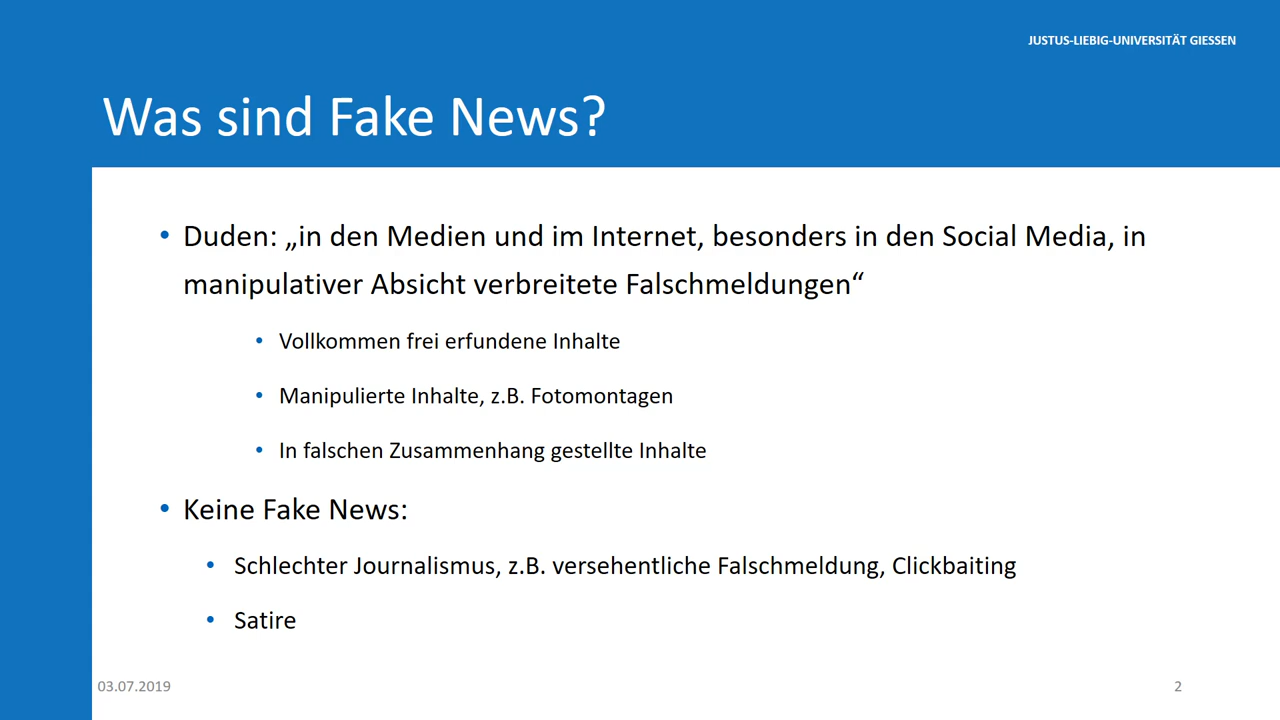 JUSTUS-LIEBIG-UNIVERSITÄT GIESSEN
Was sind Fake News?
• Duden: „in den Medien und im Internet, besonders in den Social Media, in
manipulativer Absicht verbreitete Falschmeldungen“
• Vollkommen frei erfundene Inhalte
• Manipulierte Inhalte, z.B. Fotomontagen
• In falschen Zusammenhang gestellte Inhalte
• Keine Fake News:
• Schlechter Journalismus, z.B. versehentliche Falschmeldung, Clickbaiting
• Satire
03.07.2019
2